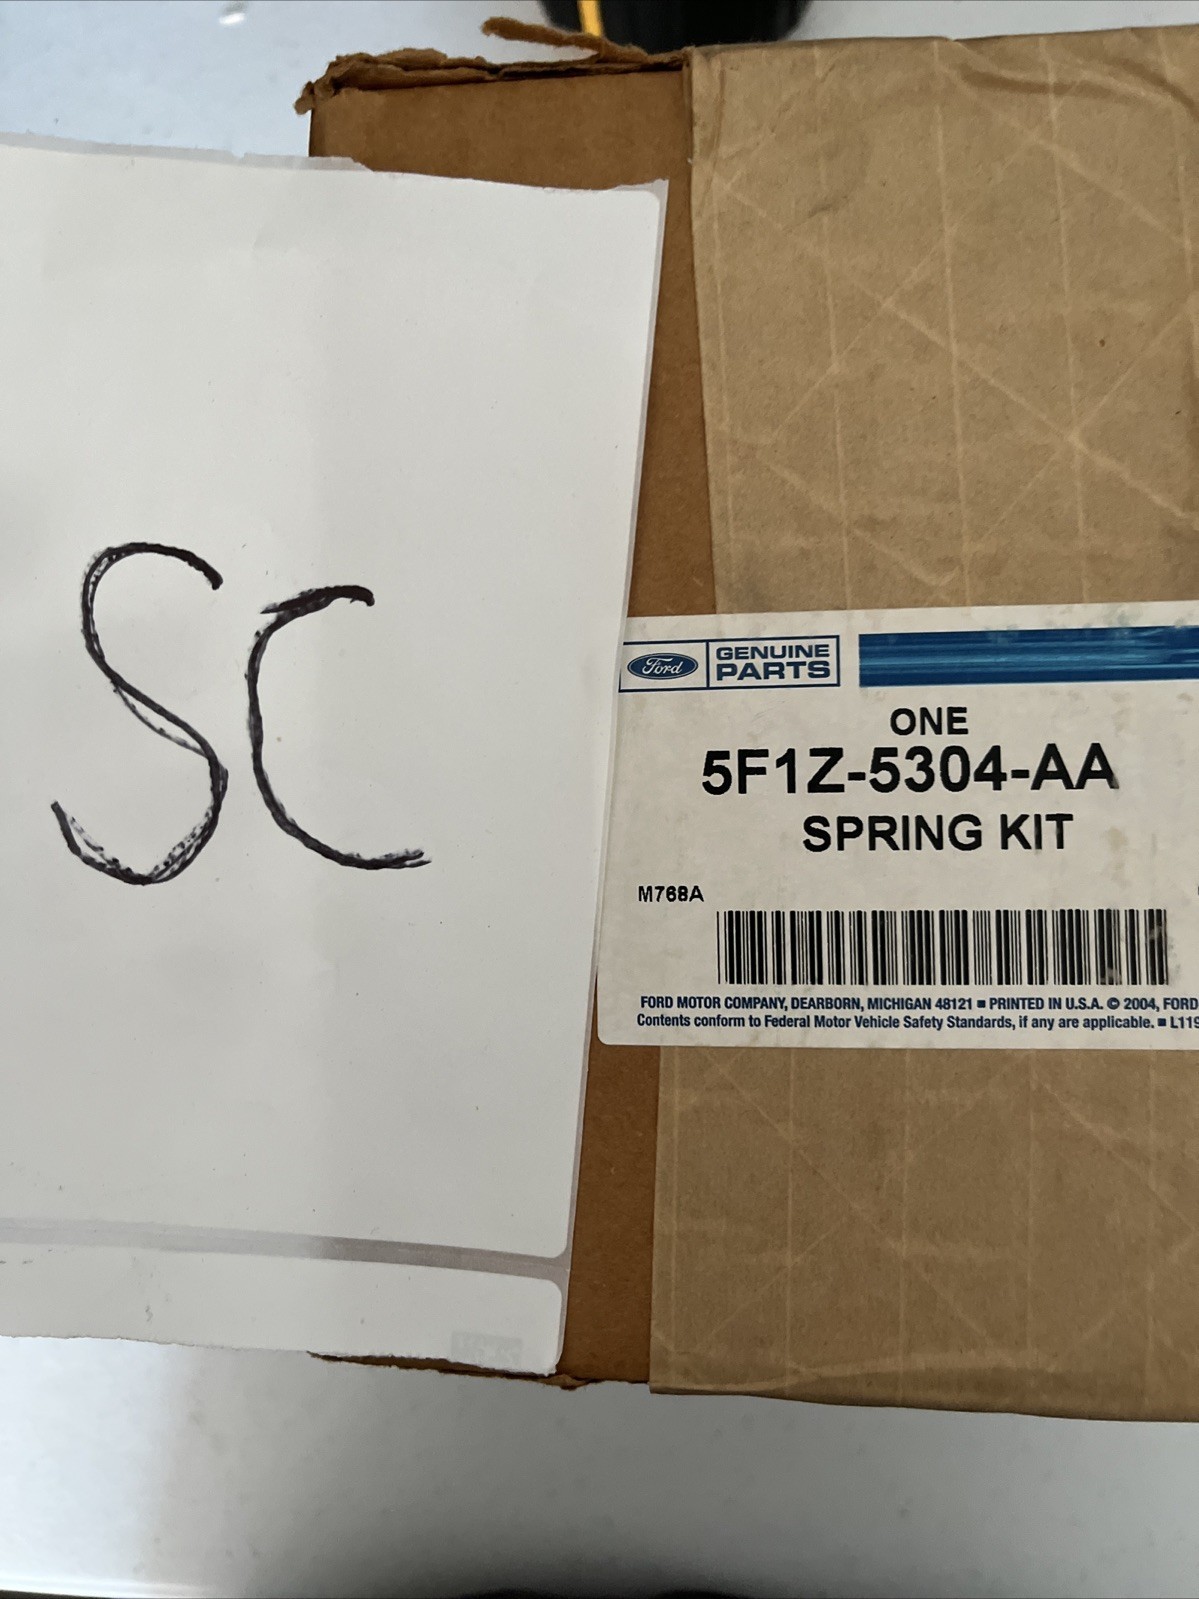 SC
Ford
GENUINE
PARTS
ONE
5F1Z-5304-AA
SPRING KIT
M768A
FORD MOTOR COMPANY, DEARBORN, MICHIGAN 48121 ■ PRINTED IN U.S.A. © 2004, FORD
Contents conform to Federal Motor Vehicle Safety Standards, if any are applicable. ■ L119